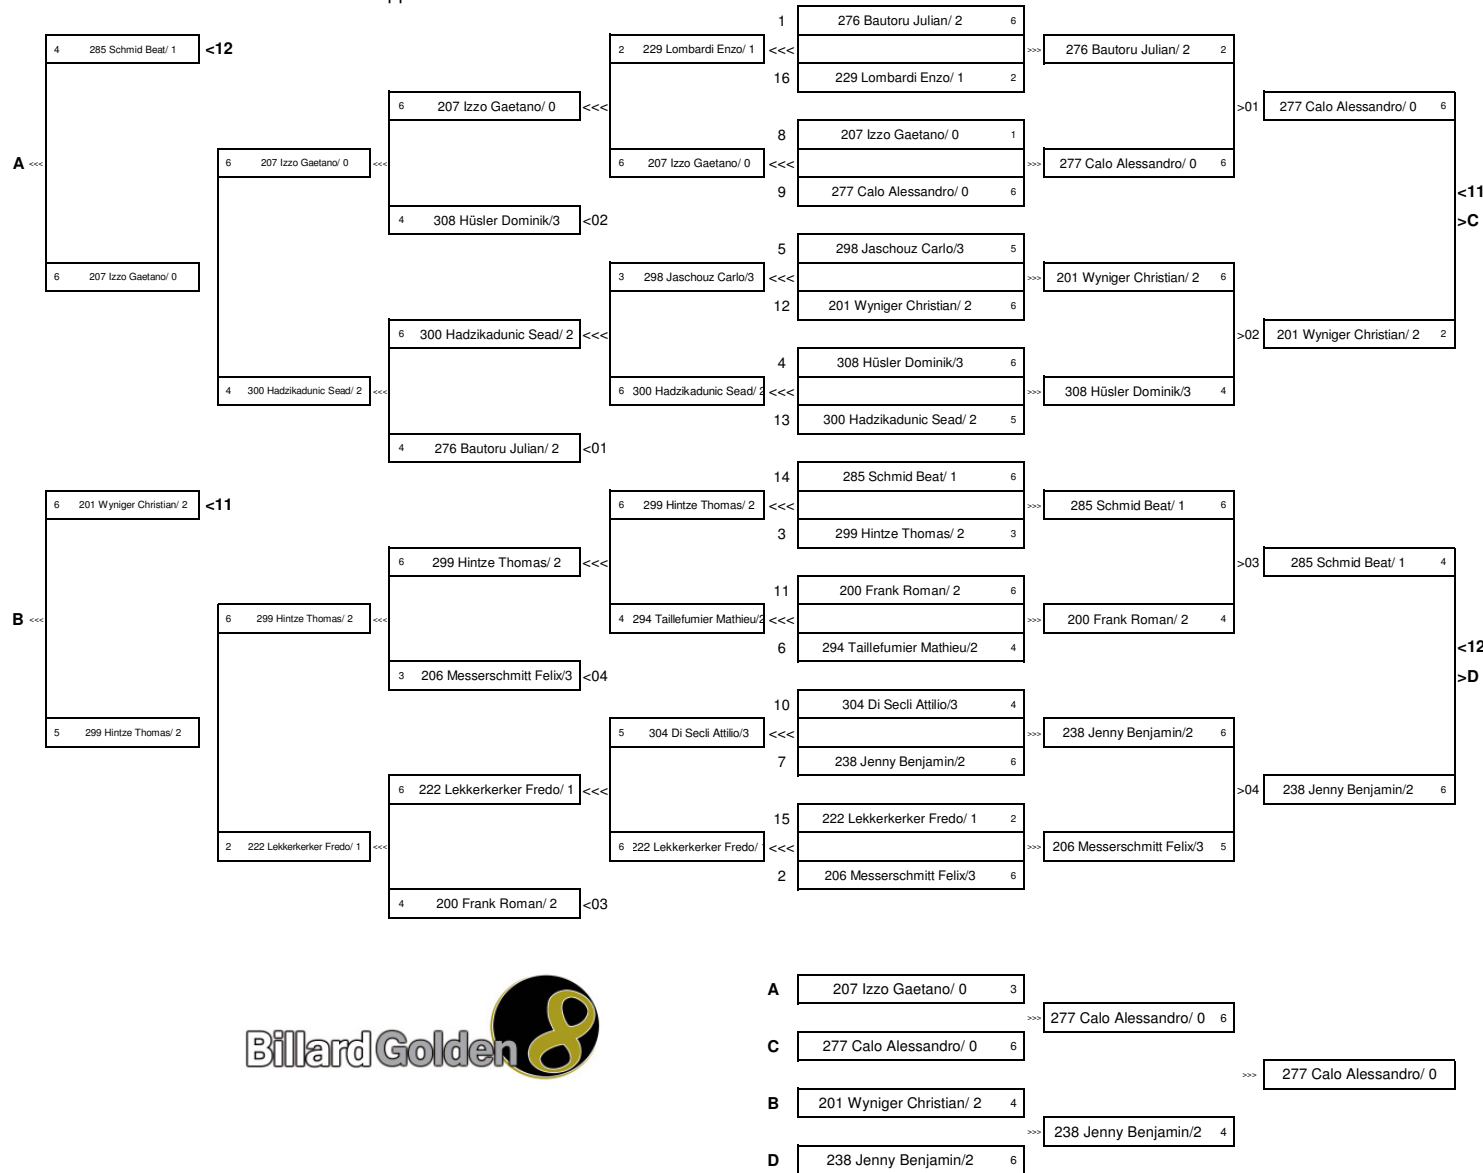 1 276 Bautoru Julian/ 2 6
4 285 Schmid Beat/ 1 <12 2 229 Lombardi Enzo/ 1 <<< >>> 276 Bautoru Julian/ 2 2
16 229 Lombardi Enzo/ 1 2
6 207 Izzo Gaetano/ 0 <<< >01 277 Calo Alessandro/ 0 6
8 207 Izzo Gaetano/ 0 1
A <<< 6 207 Izzo Gaetano/ 0 <<< 6 207 Izzo Gaetano/ 0 <<< >>> 277 Calo Alessandro/ 0 6
9 277 Calo Alessandro/ 0 6 <11
4 308 Hüsler Dominik/3 <02 >C
5 298 Jaschouz Carlo/3 5
6 207 Izzo Gaetano/ 0 3 298 Jaschouz Carlo/3 <<< >>> 201 Wyniger Christian/ 2 6
12 201 Wyniger Christian/ 2 6
6 300 Hadzikadunic Sead/ 2 <<< >02 201 Wyniger Christian/ 2 2
4 308 Hüsler Dominik/3 6
4 300 Hadzikadunic Sead/ 2 <<< 6 300 Hadzikadunic Sead/ 2 <<< >>> 308 Hüsler Dominik/3 4
13 300 Hadzikadunic Sead/ 2 5
4 276 Bautoru Julian/ 2 <01
14 285 Schmid Beat/ 1 6
6 201 Wyniger Christian/ 2 <11 6 299 Hintze Thomas/ 2 <<< >>> 285 Schmid Beat/ 1 6
3 299 Hintze Thomas/ 2 3
6 299 Hintze Thomas/ 2 <<< >03 285 Schmid Beat/ 1 4
11 200 Frank Roman/ 2 6
B <<< 6 299 Hintze Thomas/ 2 <<< 4 294 Taillefumier Mathieu/2 <<< >>> 200 Frank Roman/ 2 4
6 294 Taillefumier Mathieu/2 4 <12
3 206 Messerschmitt Felix/3 <04 >D
10 304 Di Secli Attilio/3 4
5 299 Hintze Thomas/ 2 5 304 Di Secli Attilio/3 <<< >>> 238 Jenny Benjamin/2 6
7 238 Jenny Benjamin/2 6
6 222 Lekkerkerker Fredo/ 1 <<< >04 238 Jenny Benjamin/2 6
15 222 Lekkerkerker Fredo/ 1 2
2 222 Lekkerkerker Fredo/ 1 <<< 6 222 Lekkerkerker Fredo/ <<< >>> 206 Messerschmitt Felix/3 5
2 206 Messerschmitt Felix/3 6
4 200 Frank Roman/ 2 <03
A 207 Izzo Gaetano/ 0 3
>>> 277 Calo Alessandro/ 0 6
Billard Golden 8
C 277 Calo Alessandro/ 0 6
>>> 277 Calo Alessandro/ 0
B 201 Wyniger Christian/ 2 4
>>> 238 Jenny Benjamin/2 4
D 238 Jenny Benjamin/2 6